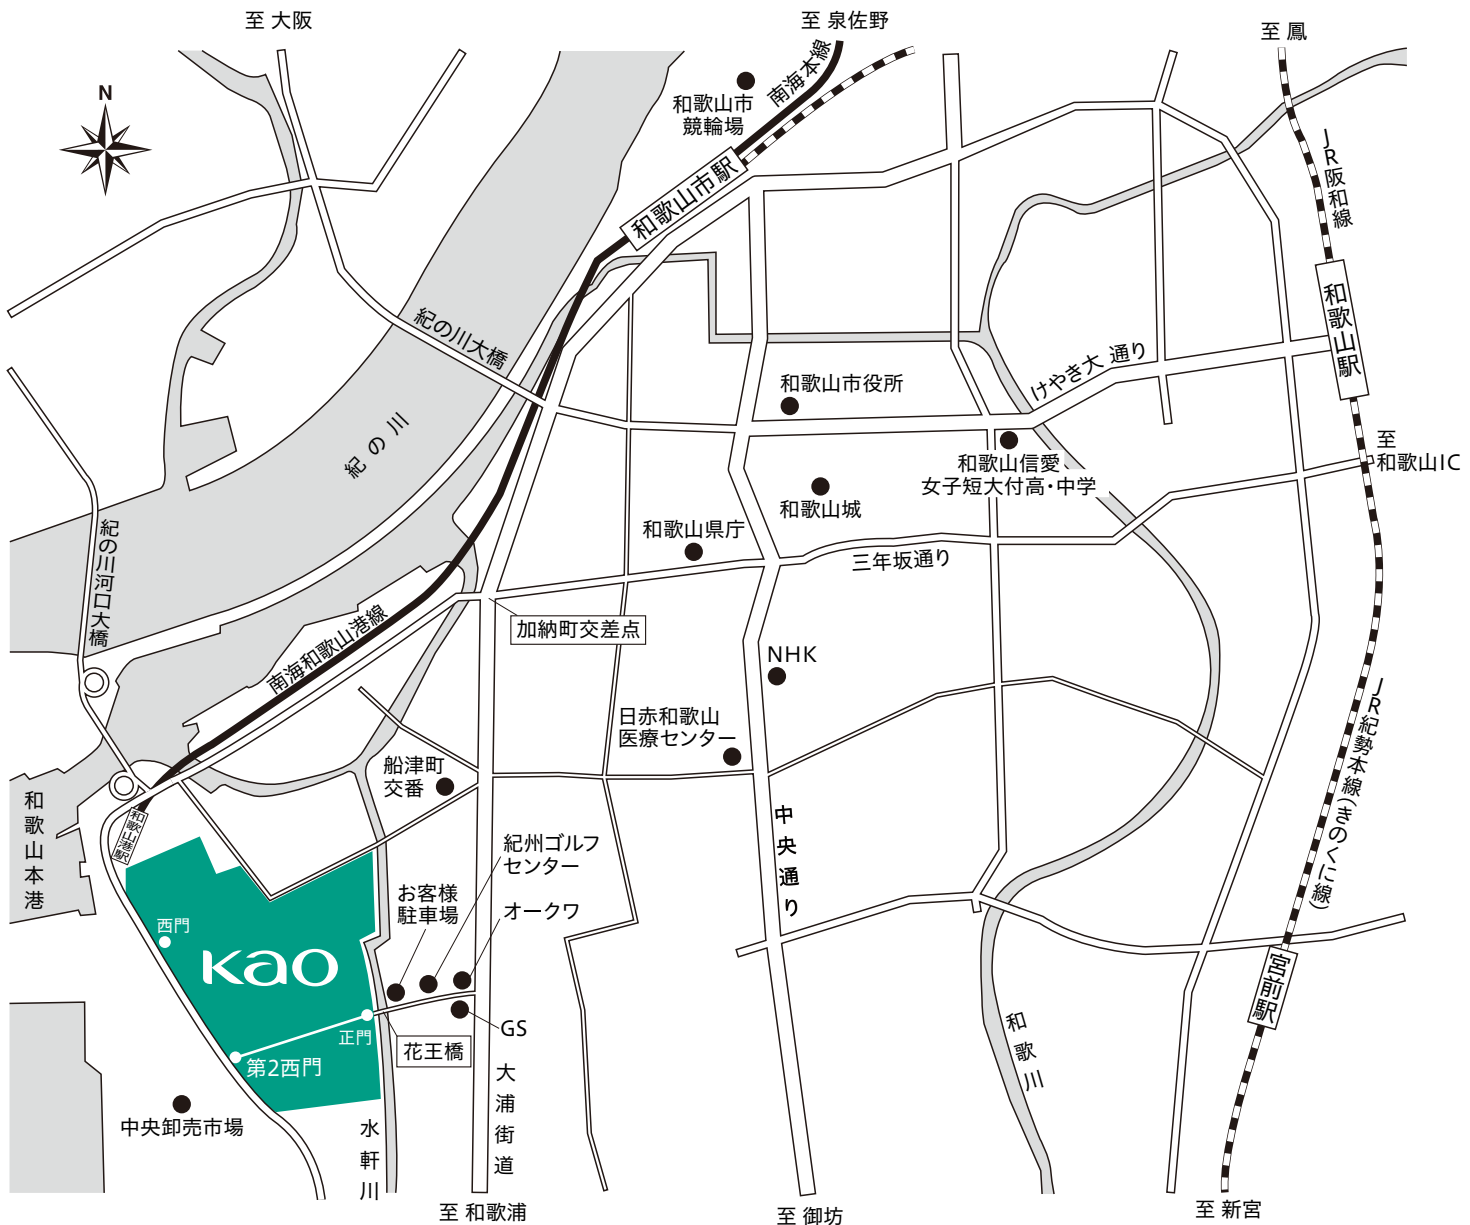 至 大阪
至 泉佐野
至 鳳
N
南海本線
和歌山市
競輪場
JR阪和線
和歌山市駅
和歌山駅
紀の川大橋
けやき大通り
和歌山市役所
紀の川
至
和歌山IC
和歌山信愛
女子短大付高・中学
和歌山城
和歌山県庁
三年坂通り
紀の川河口大橋
加納町交差点
南海和歌山港線
NHK
JR紀勢本線(きのくに線)
日赤和歌山
医療センター
船津町
交番
和歌山本港
和歌山港駅
中央通り
紀州ゴルフ
センター
お客様
駐車場
オークワ
西門
Kao
宮前駅
正門
GS
花王橋
第2西門
和歌川
大浦街道
中央卸売市場
水軒川
至 和歌浦
至 御坊
至 新宮